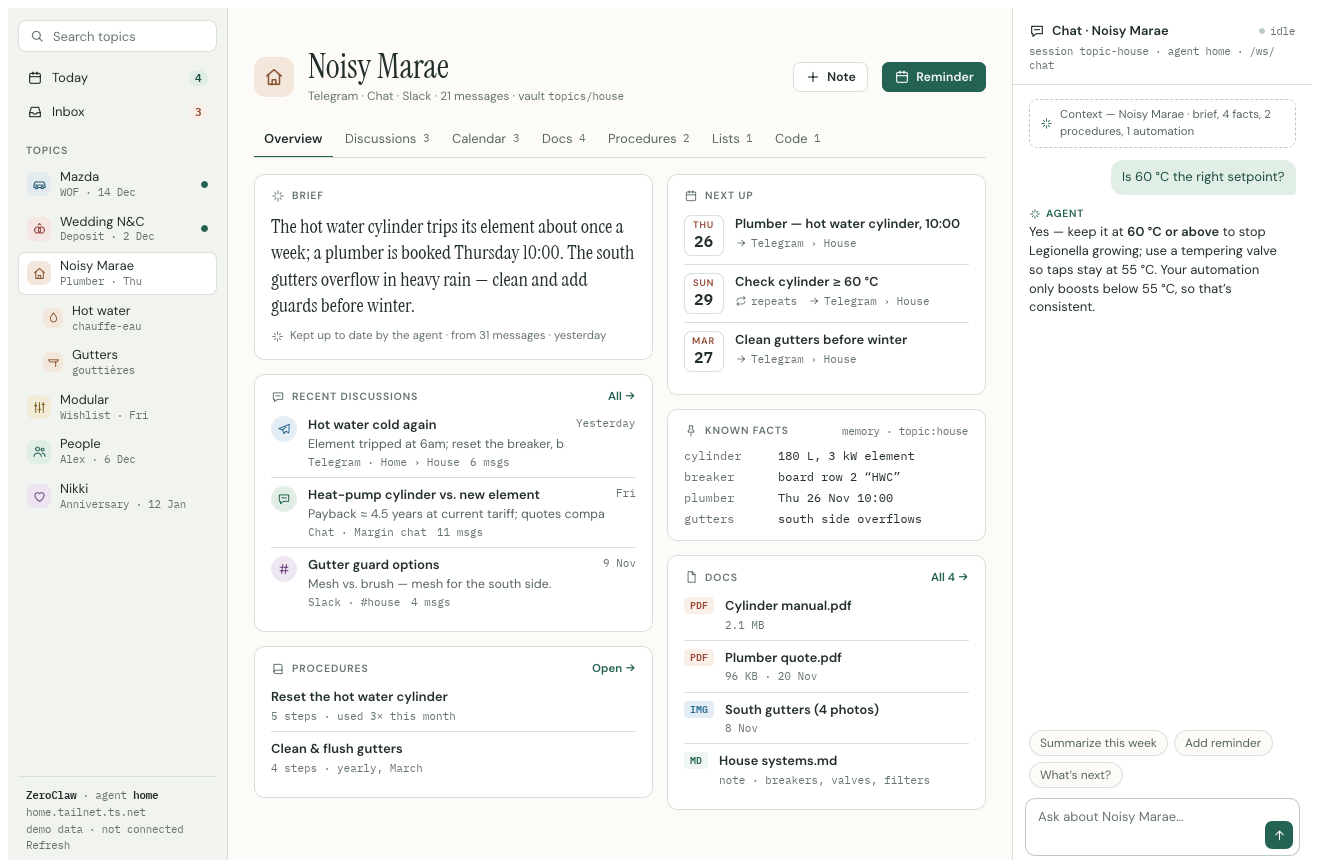 Search topics
Today 4
Inbox 3
TOPICS
Mazda
WOF · 14 Dec
Wedding N&C
Deposit · 2 Dec
Noisy Marae
Plumber · Thu
Hot water
chauffe-eau
Gutters
gouttières
Modular
Wishlist · Fri
People
Alex · 6 Dec
Nikki
Anniversary · 12 Jan
ZeroClaw · agent home
home.tailnet.ts.net
demo data · not connected
Refresh
Noisy Marae
Telegram · Chat · Slack · 21 messages · vault topics/house
Note
Reminder
Overview Discussions 3 Calendar 3 Docs 4 Procedures 2 Lists 1 Code 1
BRIEF
The hot water cylinder trips its element about once a
week; a plumber is booked Thursday 10:00. The south
gutters overflow in heavy rain — clean and add
guards before winter.
Kept up to date by the agent · from 31 messages · yesterday
RECENT DISCUSSIONS All →
Hot water cold again Yesterday
Element tripped at 6am; reset the breaker, b
Telegram · Home › House 6 msgs
Heat-pump cylinder vs. new element Fri
Payback ≈ 4.5 years at current tariff; quotes compa
Chat · Margin chat 11 msgs
Gutter guard options 9 Nov
Mesh vs. brush — mesh for the south side.
Slack · #house 4 msgs
PROCEDURES Open →
Reset the hot water cylinder
5 steps · used 3× this month
Clean & flush gutters
4 steps · yearly, March
NEXT UP
THU
26
Plumber — hot water cylinder, 10:00
→ Telegram › House
SUN
29
Check cylinder ≥ 60 °C
repeats → Telegram › House
MAR
27
Clean gutters before winter
→ Telegram › House
KNOWN FACTS memory · topic:house
cylinder 180 L, 3 kW element
breaker board row 2 “HWC”
plumber Thu 26 Nov 10:00
gutters south side overflows
DOCS All 4 →
PDF Cylinder manual.pdf
2.1 MB
PDF Plumber quote.pdf
96 KB · 20 Nov
IMG South gutters (4 photos)
8 Nov
MD House systems.md
note · breakers, valves, filters
Chat · Noisy Marae idle
session topic-house · agent home · /ws/
chat
Context — Noisy Marae · brief, 4 facts, 2
procedures, 1 automation
Is 60 °C the right setpoint?
AGENT
Yes — keep it at 60 °C or above to stop
Legionella growing; use a tempering valve
so taps stay at 55 °C. Your automation
only boosts below 55 °C, so that’s
consistent.
Summarize this week
Add reminder
What’s next?
Ask about Noisy Marae…